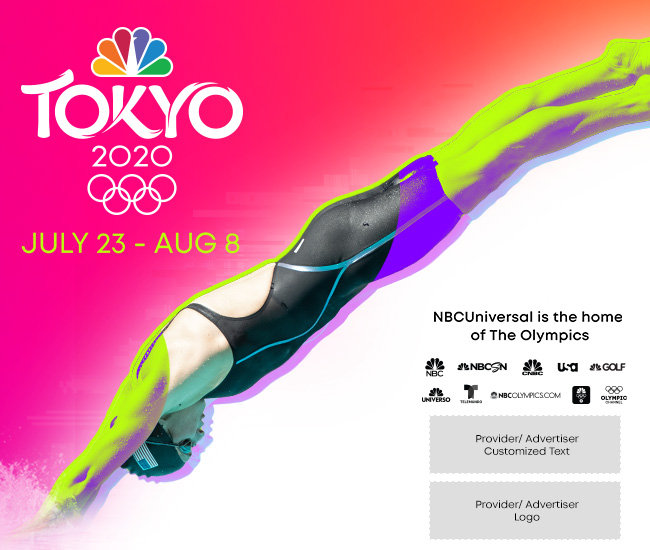 TOKYO
2020
JULY 23 - AUG 8
NBCUniversal is the home
of The Olympics
NBC NBCSN CNBC USA GOLF
UNIVERSO TELEMUNDO NBCOLYMPICS.COM OLYMPIC
CHANNEL
Provider/ Advertiser
Customized Text
Provider/ Advertiser
Logo